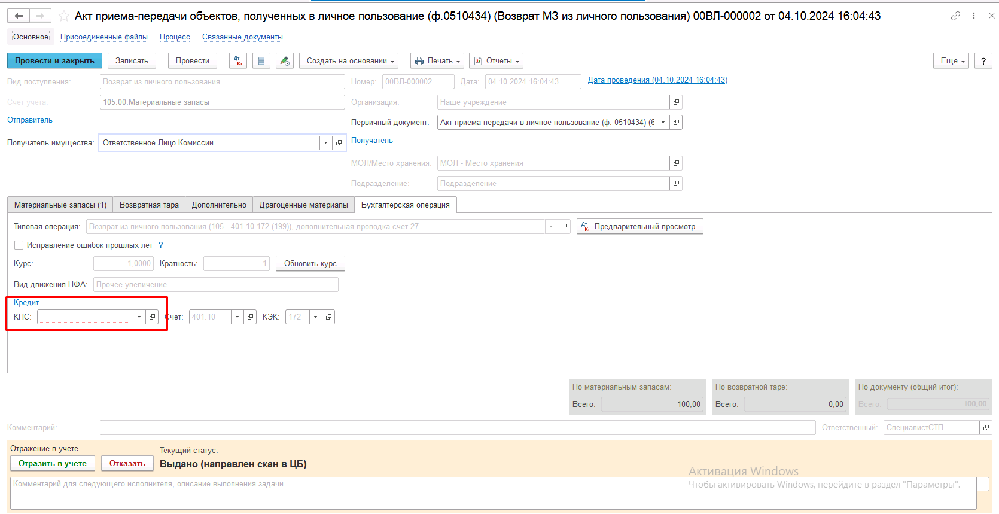 Акт приема-передачи объектов, полученных в личное пользование (ф.0510434) (Возврат МЗ из личного пользования) 00ВЛ-000002 от 04.10.2024 16:04:43
Основное Присоединенные файлы Процесс Связанные документы
Провести и закрыть Записать Провести Дт Кт Создать на основании Печать Отчеты Еще ?
Вид поступления: Возврат из личного пользования Номер: 00ВЛ-000002 Дата: 04.10.2024 16:04:43 Дата проведения (04.10.2024 16:04:43)
Счет учета: 105.00.Материальные запасы Организация: Наше учреждение
Отправитель Первичный документ: Акт приема-передачи в личное пользование (ф. 0510434) (6
Получатель имущества: Ответственное Лицо Комиссии Получатель
МОЛ/Место хранения: МОЛ - Место хранения
Подразделение: Подразделение
Материальные запасы (1) Возвратная тара Дополнительно Драгоценные материалы Бухгалтерская операция
Типовая операция: Возврат из личного пользования (105 - 401.10.172 (199)), дополнительная проводка счет 27 Дт Кт Предварительный просмотр
Исправление ошибок прошлых лет ?
Курс: 1,0000 Кратность: 1 Обновить курс
Вид движения НФА: Прочее увеличение
Кредит
КПС: Счет: 401.10 КЭК: 172
По материальным запасам: По возвратной таре: По документу (общий итог):
Всего: 100,00 Всего: 0,00 Всего: 100,00
Комментарий: Ответственный: СпециалистСТП
Отражение в учете Текущий статус:
Отразить в учете Отказать Выдано (направлен скан в ЦБ)
Активация Windows
Комментарий для следующего исполнителя, описание выполнения задачи Чтобы активировать Windows, перейдите в раздел "Параметры". ...